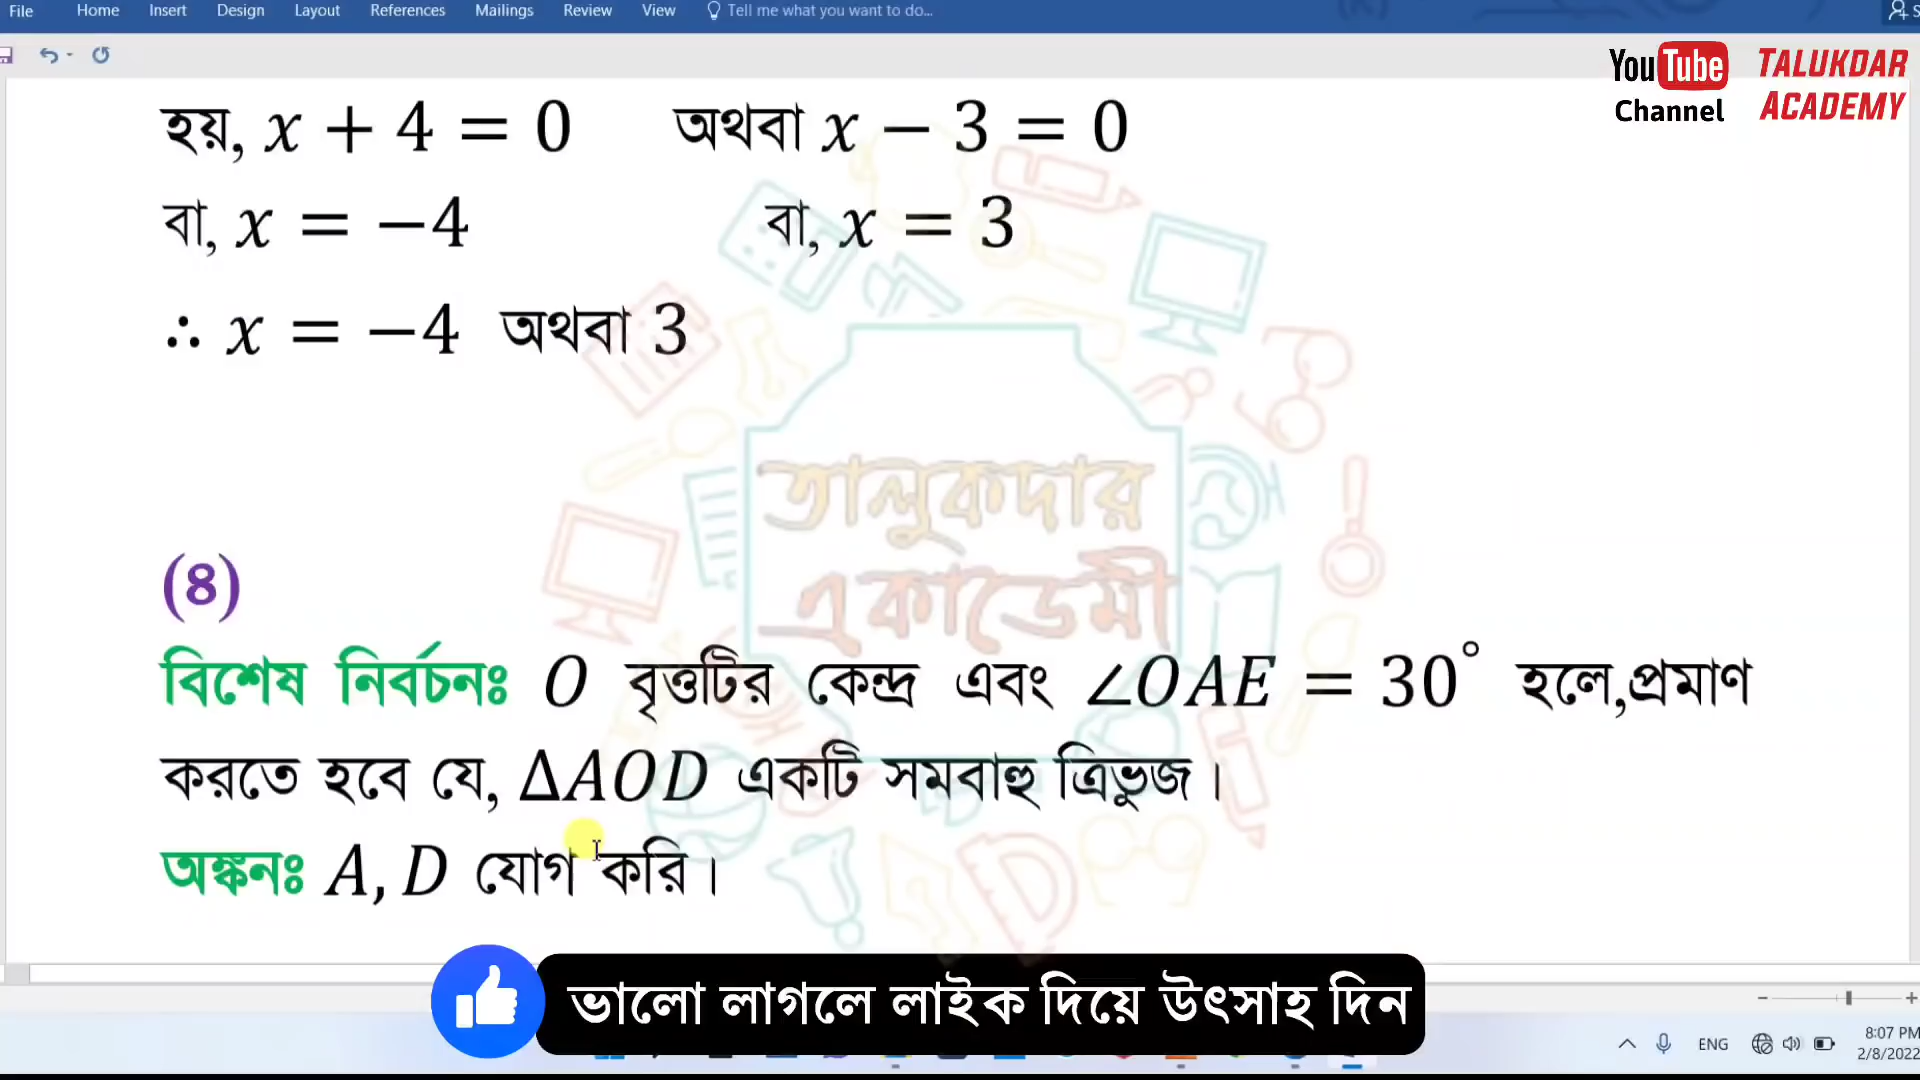 File Home Insert Design Layout References Mailings Review View Tell me what you want to do...
YouTube Channel
TALUKDAR ACADEMY
হয়, x + 4 = 0 অথবা x − 3 = 0
বা, x = −4 বা, x = 3
∴ x = −4 অথবা 3
তালুকদার
একাডেমী
(৪)
বিশেষ নির্বচনঃ O বৃত্তটির কেন্দ্র এবং ∠OAE = 30° হলে,প্রমাণ
করতে হবে যে, ΔAOD একটি সমবাহু ত্রিভুজ।
অঙ্কনঃ A, D যোগ করি।
ভালো লাগলে লাইক দিয়ে উৎসাহ দিন
ENG
8:07 PM
2/8/2022